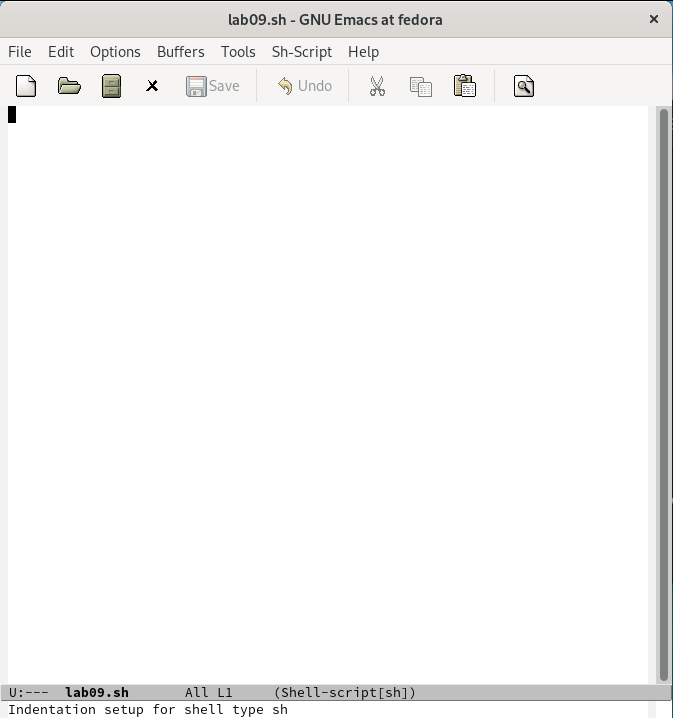 lab09.sh - GNU Emacs at fedora
File Edit Options Buffers Tools Sh-Script Help
Save Undo
U:--- lab09.sh All L1 (Shell-script[sh])
Indentation setup for shell type sh